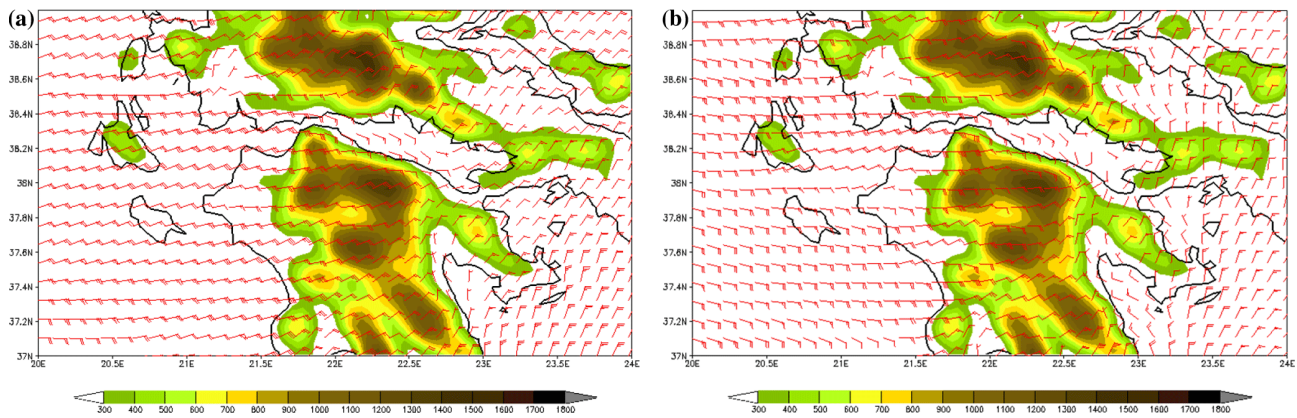 (a)
38.8N
38.6N
38.4N
38.2N
38N
37.8N
37.6N
37.4N
37.2N
37N
20E 20.5E 21E 21.5E 22E 22.5E 23E 23.5E 24E
300 400 500 600 700 800 900 1000 1100 1200 1300 1400 1500 1600 1700 1800
(b)
38.8N
38.6N
38.4N
38.2N
38N
37.8N
37.6N
37.4N
37.2N
37N
20E 20.5E 21E 21.5E 22E 22.5E 23E 23.5E 24E
300 400 500 600 700 800 900 1000 1100 1200 1300 1400 1500 1600 1700 1800